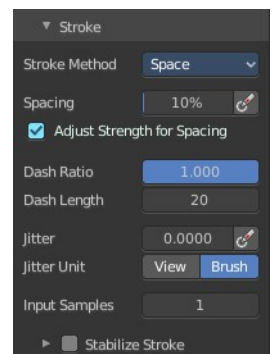 Stroke
Stroke Method Space
Spacing 10%
Adjust Strength for Spacing
Dash Ratio 1.000
Dash Length 20
Jitter 0.0000
Jitter Unit View Brush
Input Samples 1
Stabilize Stroke